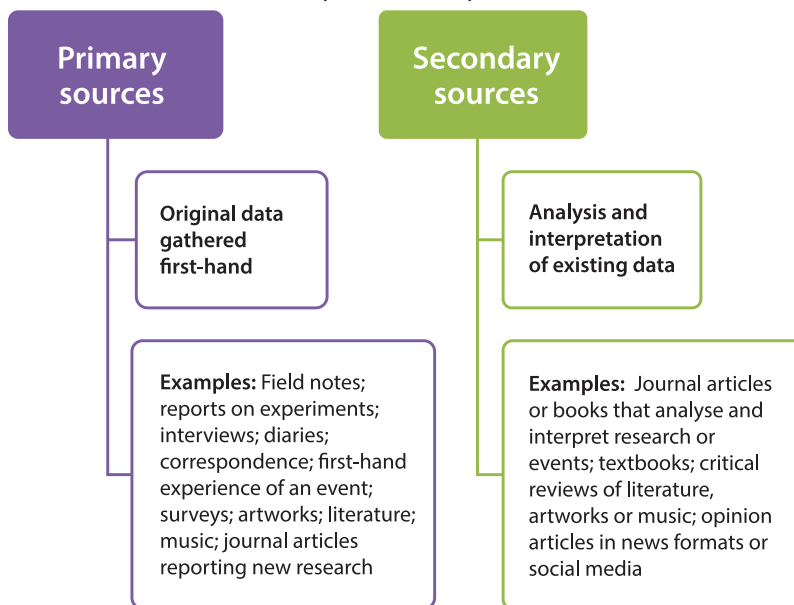 Primary
sources
Secondary
sources
Original data
gathered
first-hand
Analysis and
interpretation
of existing data
Examples: Field notes;
reports on experiments;
interviews; diaries;
correspondence; first-hand
experience of an event;
surveys; artworks; literature;
music; journal articles
reporting new research
Examples: Journal articles
or books that analyse and
interpret research or
events; textbooks; critical
reviews of literature,
artworks or music; opinion
articles in news formats or
social media